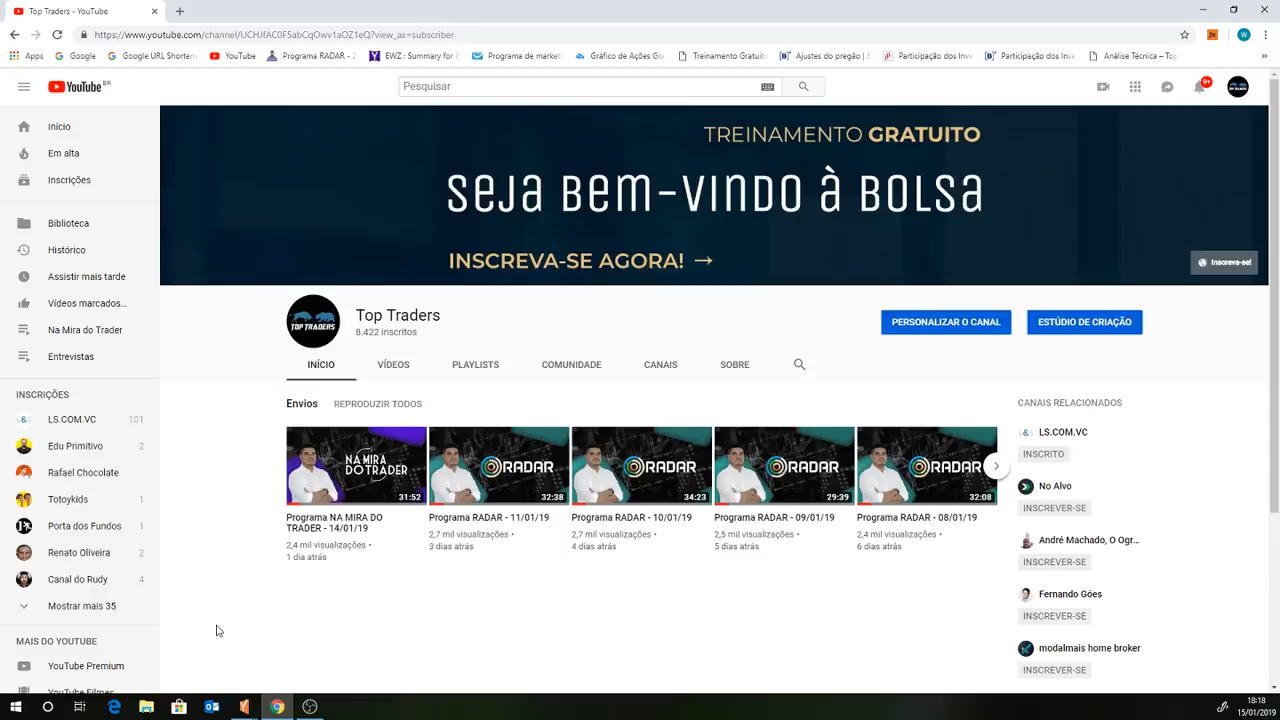 Top Traders - YouTube
https://www.youtube.com/channel/UCHJfAC0F5abCqOwv1aOZ1eQ?view_as=subscriber
Apps Google Google URL Shortene YouTube Programa RADAR - 2 EWZ : Summary for iS Programa de market Gráfico de Ações Gra Treinamento Gratuito Ajustes do pregão | B Participação dos Inve Participação dos Inve Análise Técnica – Top »
YouTube BR Pesquisar 9+
Início
Em alta
Inscrições
Biblioteca
Histórico
Assistir mais tarde
Vídeos marcados...
Na Mira do Trader
Entrevistas
INSCRIÇÕES
LS.COM.VC 101
Edu Primitivo 2
Rafael Chocolate
Totoykids 1
Porta dos Fundos 1
Renato Oliveira 2
Canal do Rudy 4
Mostrar mais 35
MAIS DO YOUTUBE
YouTube Premium
YouTube Filmes
TREINAMENTO GRATUITO
SEJA BEM-VINDO À BOLSA
INSCREVA-SE AGORA! →
Inscreva-se!
TOP TRADERS
Top Traders
8.422 inscritos
PERSONALIZAR O CANAL ESTÚDIO DE CRIAÇÃO
INÍCIO VÍDEOS PLAYLISTS COMUNIDADE CANAIS SOBRE
Envios REPRODUZIR TODOS
NA MIRA DO TRADER 31:52
Programa NA MIRA DO
TRADER - 14/01/19
2,4 mil visualizações •
1 dia atrás
RADAR 32:38
Programa RADAR - 11/01/19
2,7 mil visualizações •
3 dias atrás
RADAR 34:23
Programa RADAR - 10/01/19
2,7 mil visualizações •
4 dias atrás
RADAR 29:39
Programa RADAR - 09/01/19
2,5 mil visualizações •
5 dias atrás
RADAR 32:08
Programa RADAR - 08/01/19
2,4 mil visualizações •
6 dias atrás
CANAIS RELACIONADOS
LS.COM.VC
INSCRITO
No Alvo
INSCREVER-SE
André Machado, O Ogr...
INSCREVER-SE
Fernando Góes
INSCREVER-SE
modalmais home broker
INSCREVER-SE
18:18
15/01/2019